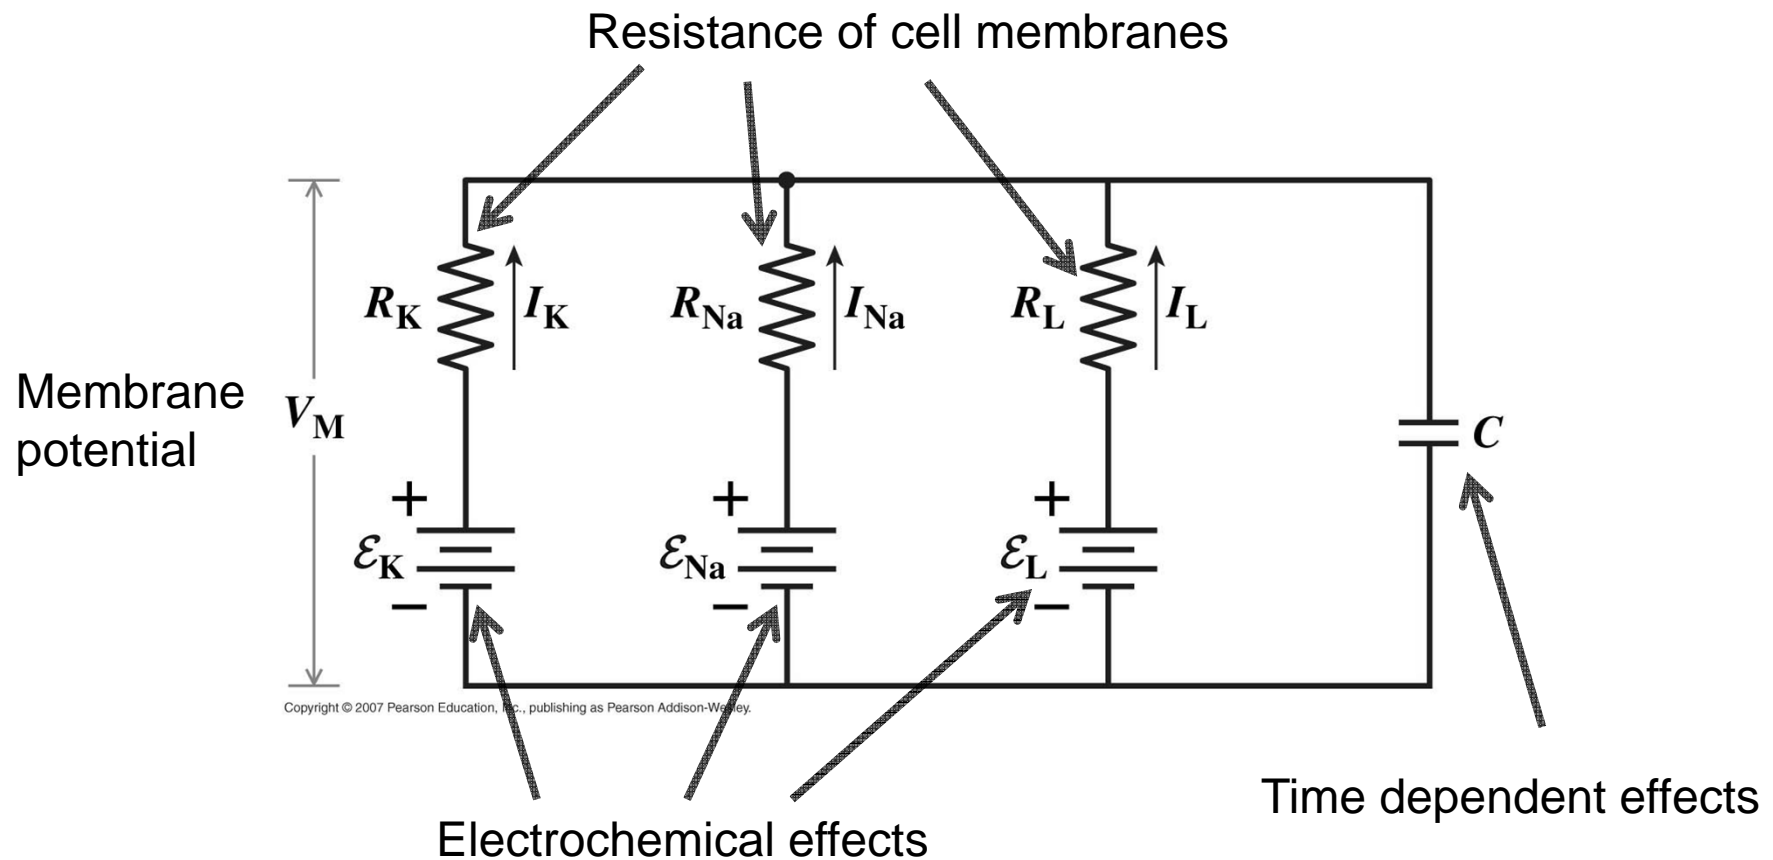 Resistance of cell membranes
R_K
I_K
R_Na
I_Na
R_L
I_L
Membrane
potential
V_M
C
+
+
+
ℰ_K
ℰ_Na
ℰ_L
−
−
−
Copyright © 2007 Pearson Education, Inc., publishing as Pearson Addison-Wesley.
Time dependent effects
Electrochemical effects